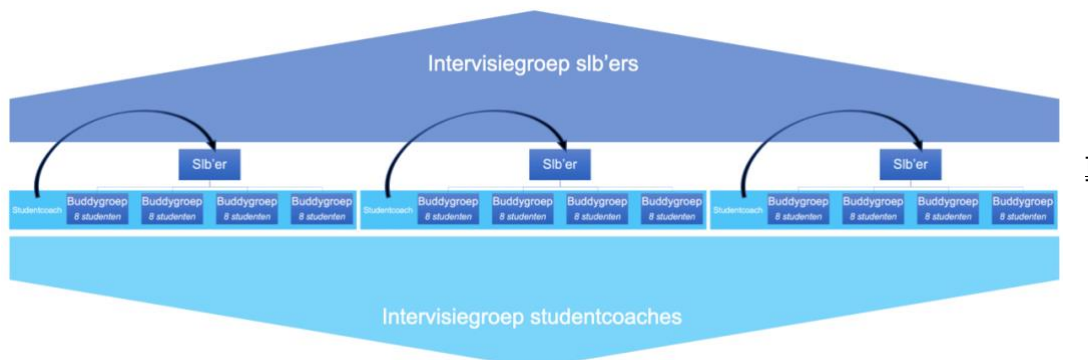 Intervisiegroep slb'ers
Slb'er
Slb'er
Slb'er
Studentcoach
Buddygroep
8 studenten
Buddygroep
8 studenten
Buddygroep
8 studenten
Buddygroep
8 studenten
Studentcoach
Buddygroep
8 studenten
Buddygroep
8 studenten
Buddygroep
8 studenten
Buddygroep
8 studenten
Studentcoach
Buddygroep
8 studenten
Buddygroep
8 studenten
Buddygroep
8 studenten
Buddygroep
8 studenten
Intervisiegroep studentcoaches